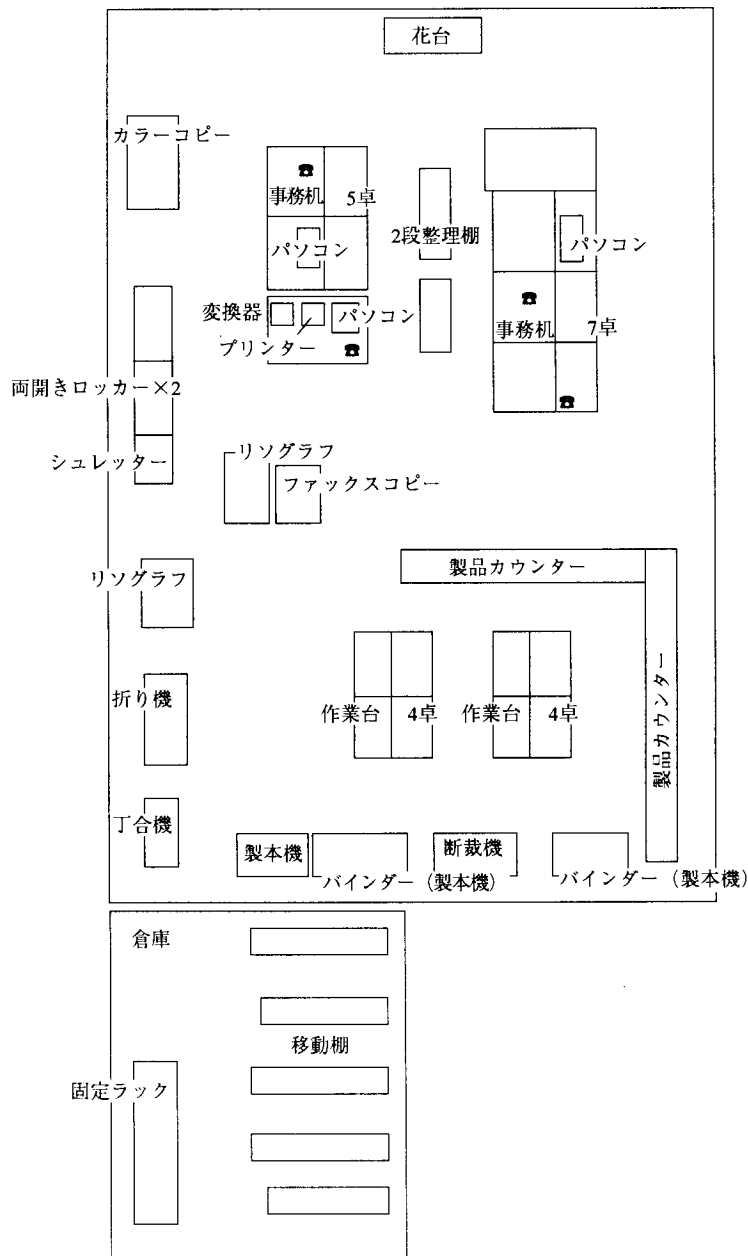 花台
カラーコピー
事務机 5卓
パソコン
2段整理棚
パソコン
変換器
パソコン
プリンター
事務机 7卓
両開きロッカー×2
シュレッター
リソグラフ
ファックスコピー
製品カウンター
リソグラフ
製品カウンター
折り機
作業台 4卓
作業台 4卓
丁合機
製本機
断裁機
バインダー（製本機）
バインダー（製本機）
倉庫
移動棚
固定ラック